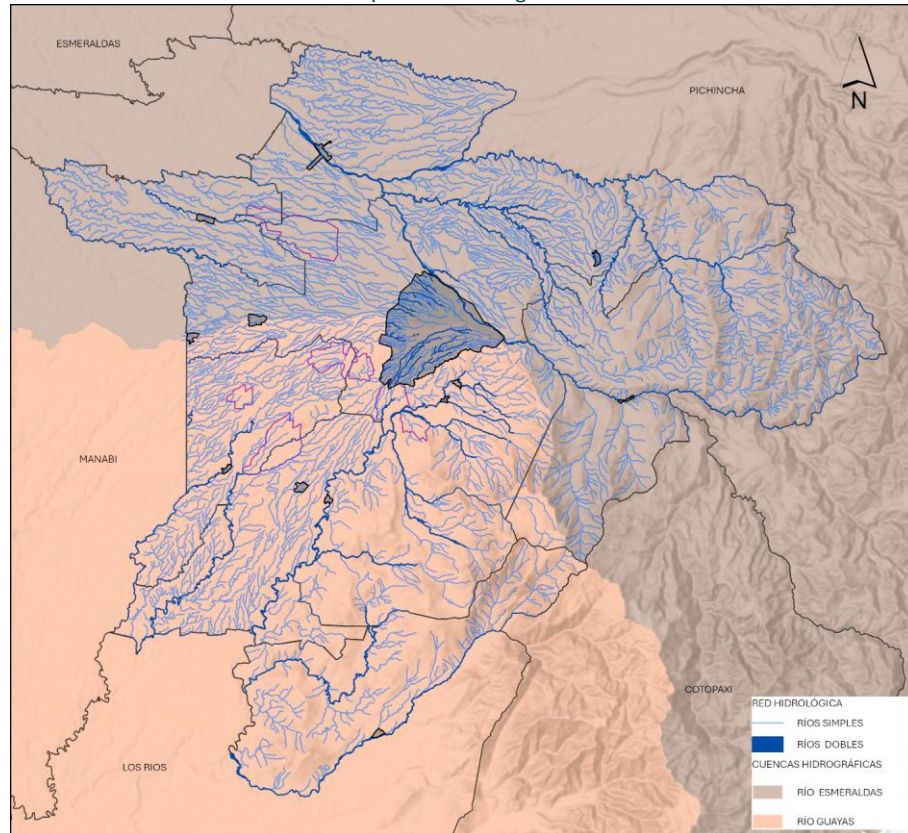 ESMERALDAS
PICHINCHA
N
MANABI
COTOPAXI
LOS RIOS
RED HIDROLÓGICA
RÍOS SIMPLES
RÍOS DOBLES
CUENCAS HIDROGRÁFICAS
RÍO ESMERALDAS
RÍO GUAYAS